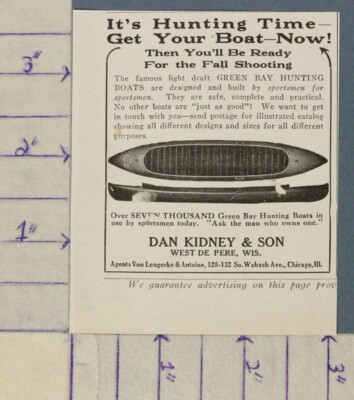 It's Hunting Time—
Get Your Boat—Now!
Then You'll Be Ready
For the Fall Shooting
The famous light draft GREEN BAY HUNTING
BOATS are designed and built by sportsmen for
sportsmen. They are safe, complete and practical.
No other boats are "just as good"! We want to get
in touch with you—send postage for illustrated catalog
showing all different designs and sizes for all different
purposes.
Over SEVEN THOUSAND Green Bay Hunting Boats in
use by sportsmen today. "Ask the man who owns one."
DAN KIDNEY & SON
WEST DE PERE, WIS.
Agents Von Lengerke & Antoine, 128-132 So. Wabash Ave., Chicago, Ill.
We guarantee advertising on this page prov
3"
2"
1"
1"
2"
3"